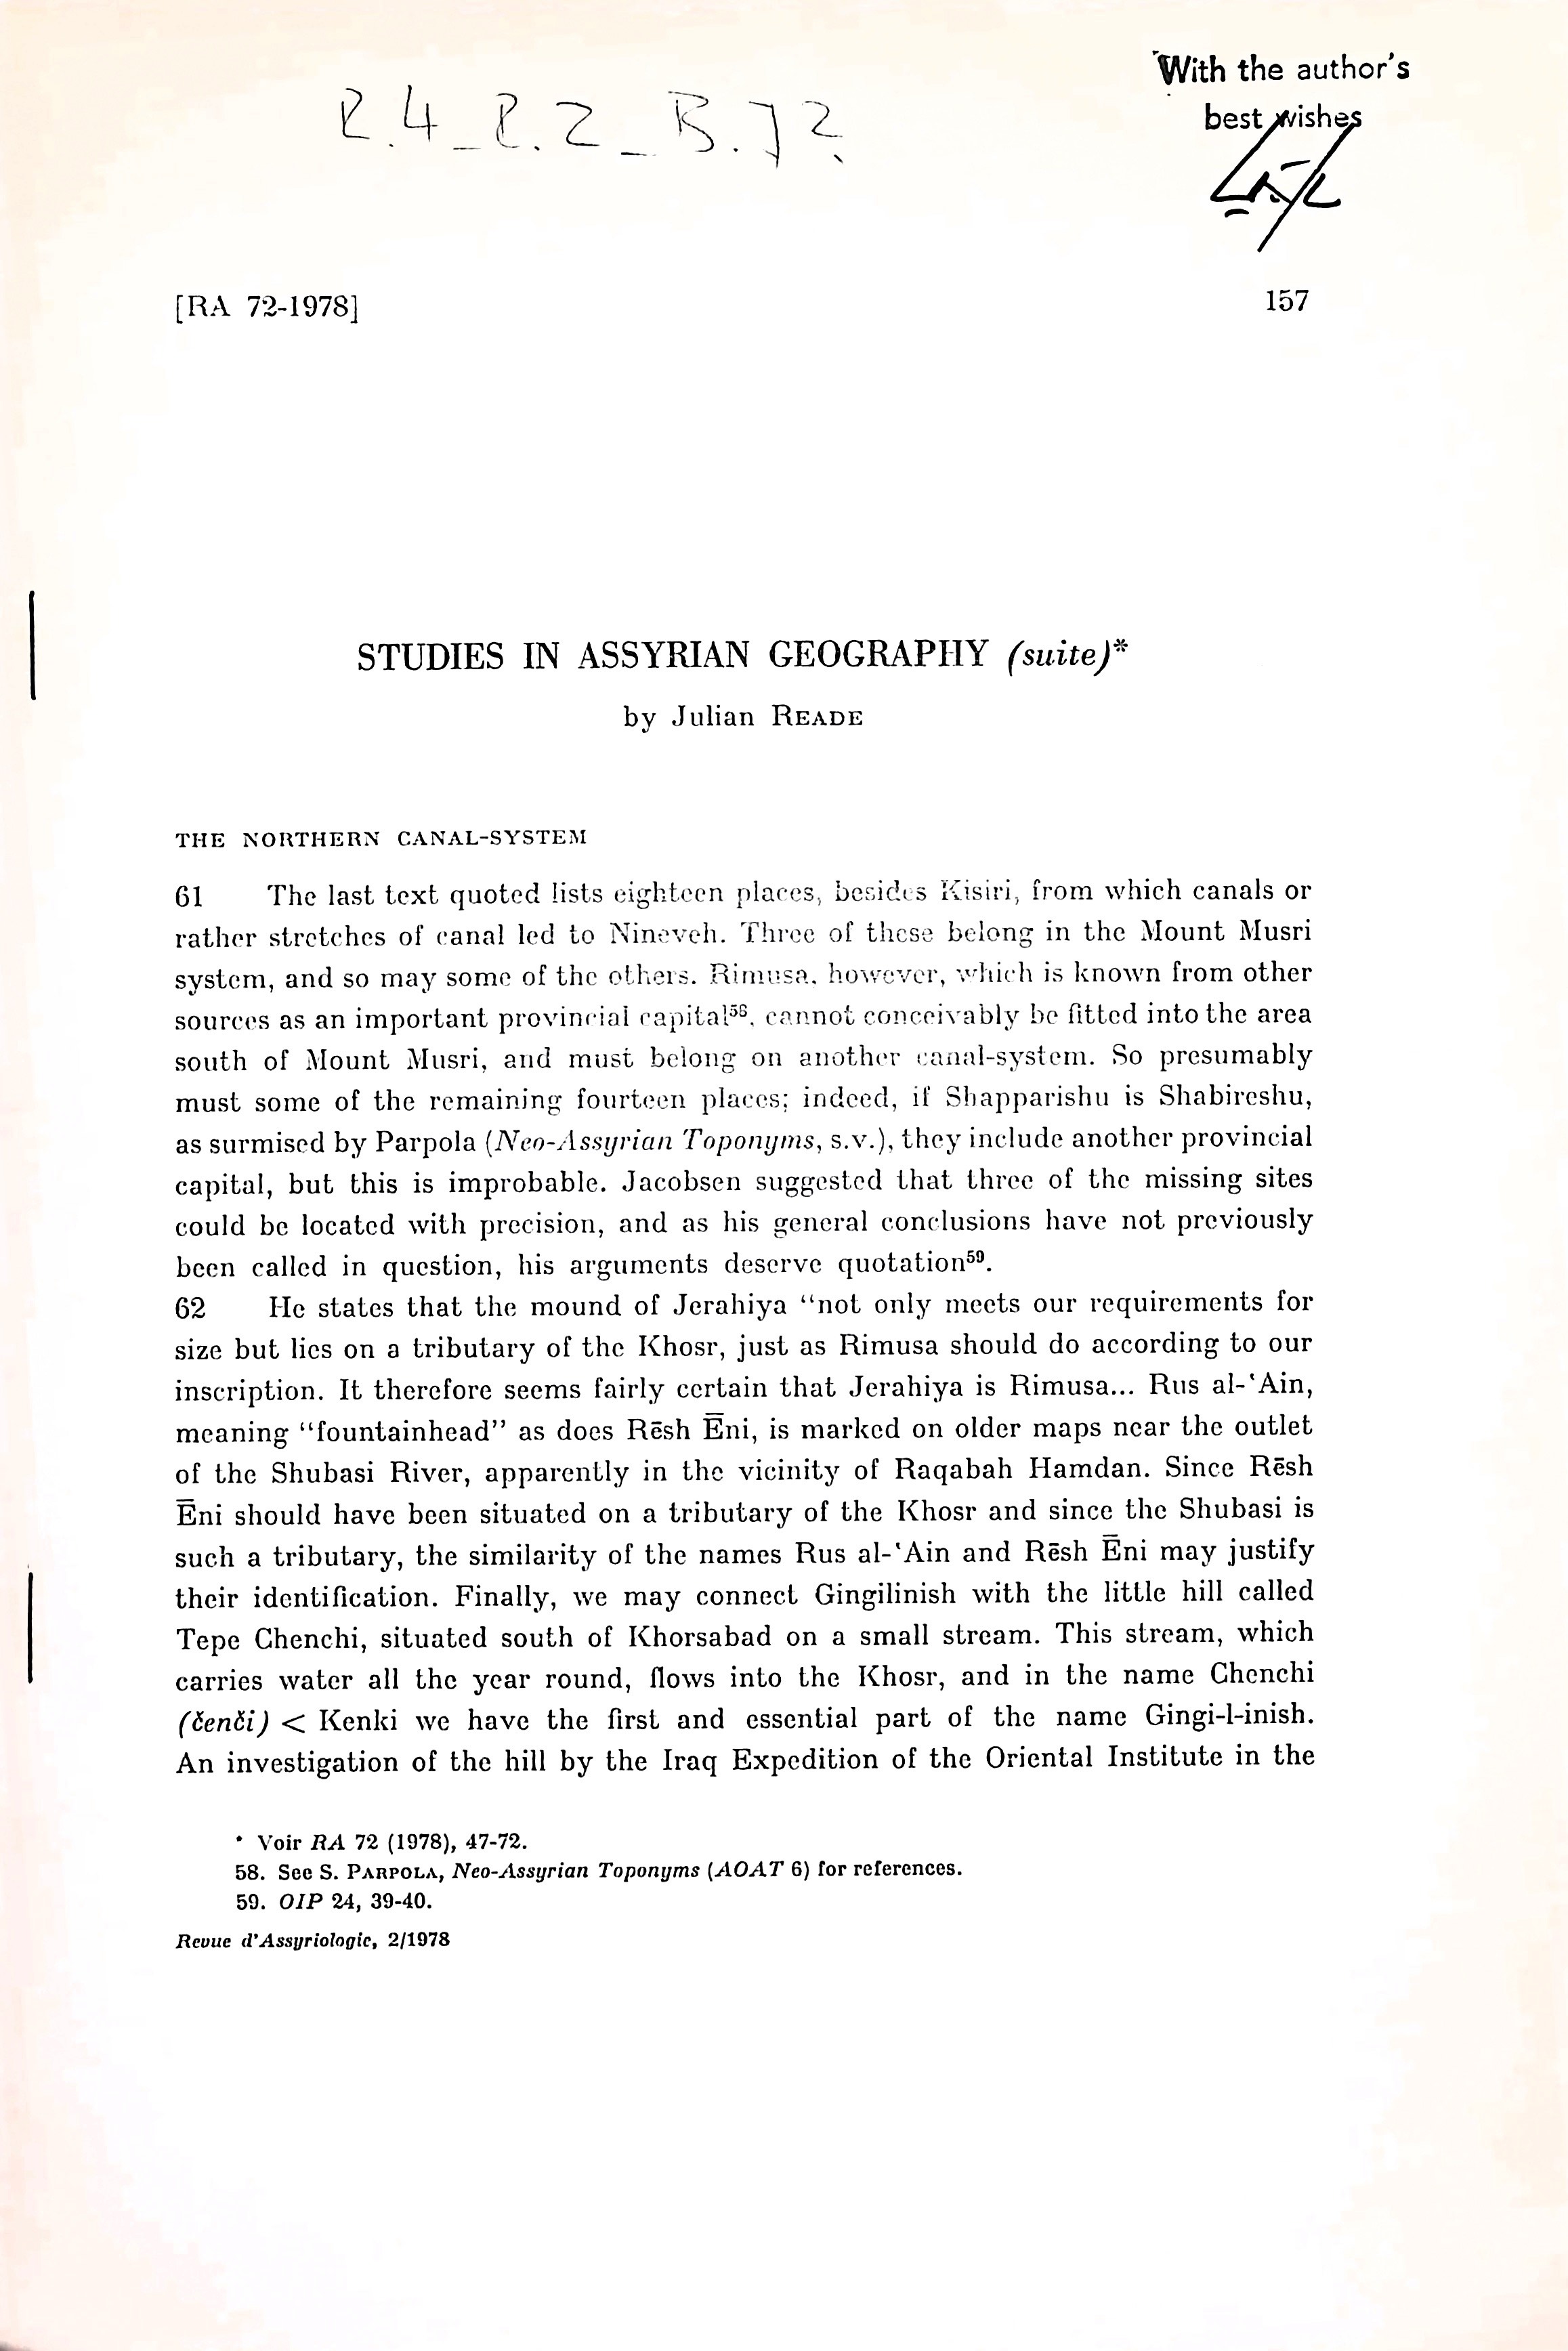 With the author's
best wishes
R.4_P.2_B.72
[RA 72-1978]
157
STUDIES IN ASSYRIAN GEOGRAPHY (suite)*
by Julian READE
THE NORTHERN CANAL-SYSTEM
61 The last text quoted lists eighteen places, besides Kisiri, from which canals or
rather stretches of canal led to Nineveh. Three of these belong in the Mount Musri
system, and so may some of the others. Rimusa, however, which is known from other
sources as an important provincial capital⁵⁸, cannot conceivably be fitted into the area
south of Mount Musri, and must belong on another canal-system. So presumably
must some of the remaining fourteen places; indeed, if Shapparishu is Shabireshu,
as surmised by Parpola (Neo-Assyrian Toponyms, s.v.), they include another provincial
capital, but this is improbable. Jacobsen suggested that three of the missing sites
could be located with precision, and as his general conclusions have not previously
been called in question, his arguments deserve quotation⁵⁹.
62 He states that the mound of Jerahiya “not only meets our requirements for
size but lies on a tributary of the Khosr, just as Rimusa should do according to our
inscription. It therefore seems fairly certain that Jerahiya is Rimusa... Rus al-ʿAin,
meaning “fountainhead” as does Rēsh Ēni, is marked on older maps near the outlet
of the Shubasi River, apparently in the vicinity of Raqabah Hamdan. Since Rēsh
Ēni should have been situated on a tributary of the Khosr and since the Shubasi is
such a tributary, the similarity of the names Rus al-ʿAin and Rēsh Ēni may justify
their identification. Finally, we may connect Gingilinish with the little hill called
Tepe Chenchi, situated south of Khorsabad on a small stream. This stream, which
carries water all the year round, flows into the Khosr, and in the name Chenchi
(čenči) < Kenki we have the first and essential part of the name Gingi-l-inish.
An investigation of the hill by the Iraq Expedition of the Oriental Institute in the
* Voir RA 72 (1978), 47-72.
58. See S. PARPOLA, Neo-Assyrian Toponyms (AOAT 6) for references.
59. OIP 24, 39-40.
Revue d'Assyriologie, 2/1978